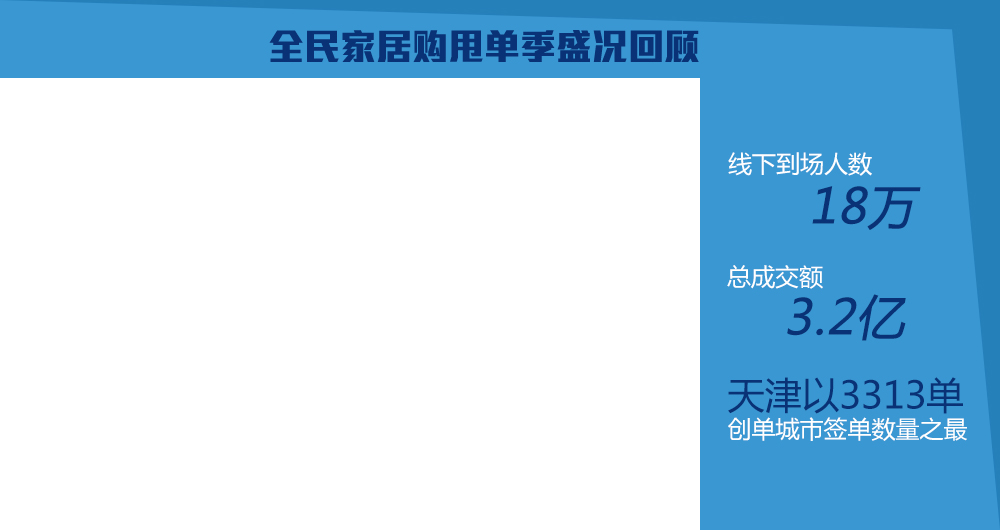 全民家居购甩单季盛况回顾
线下到场人数
18万
总成交额
3.2亿
天津以3313单
创单城市签单数量之最